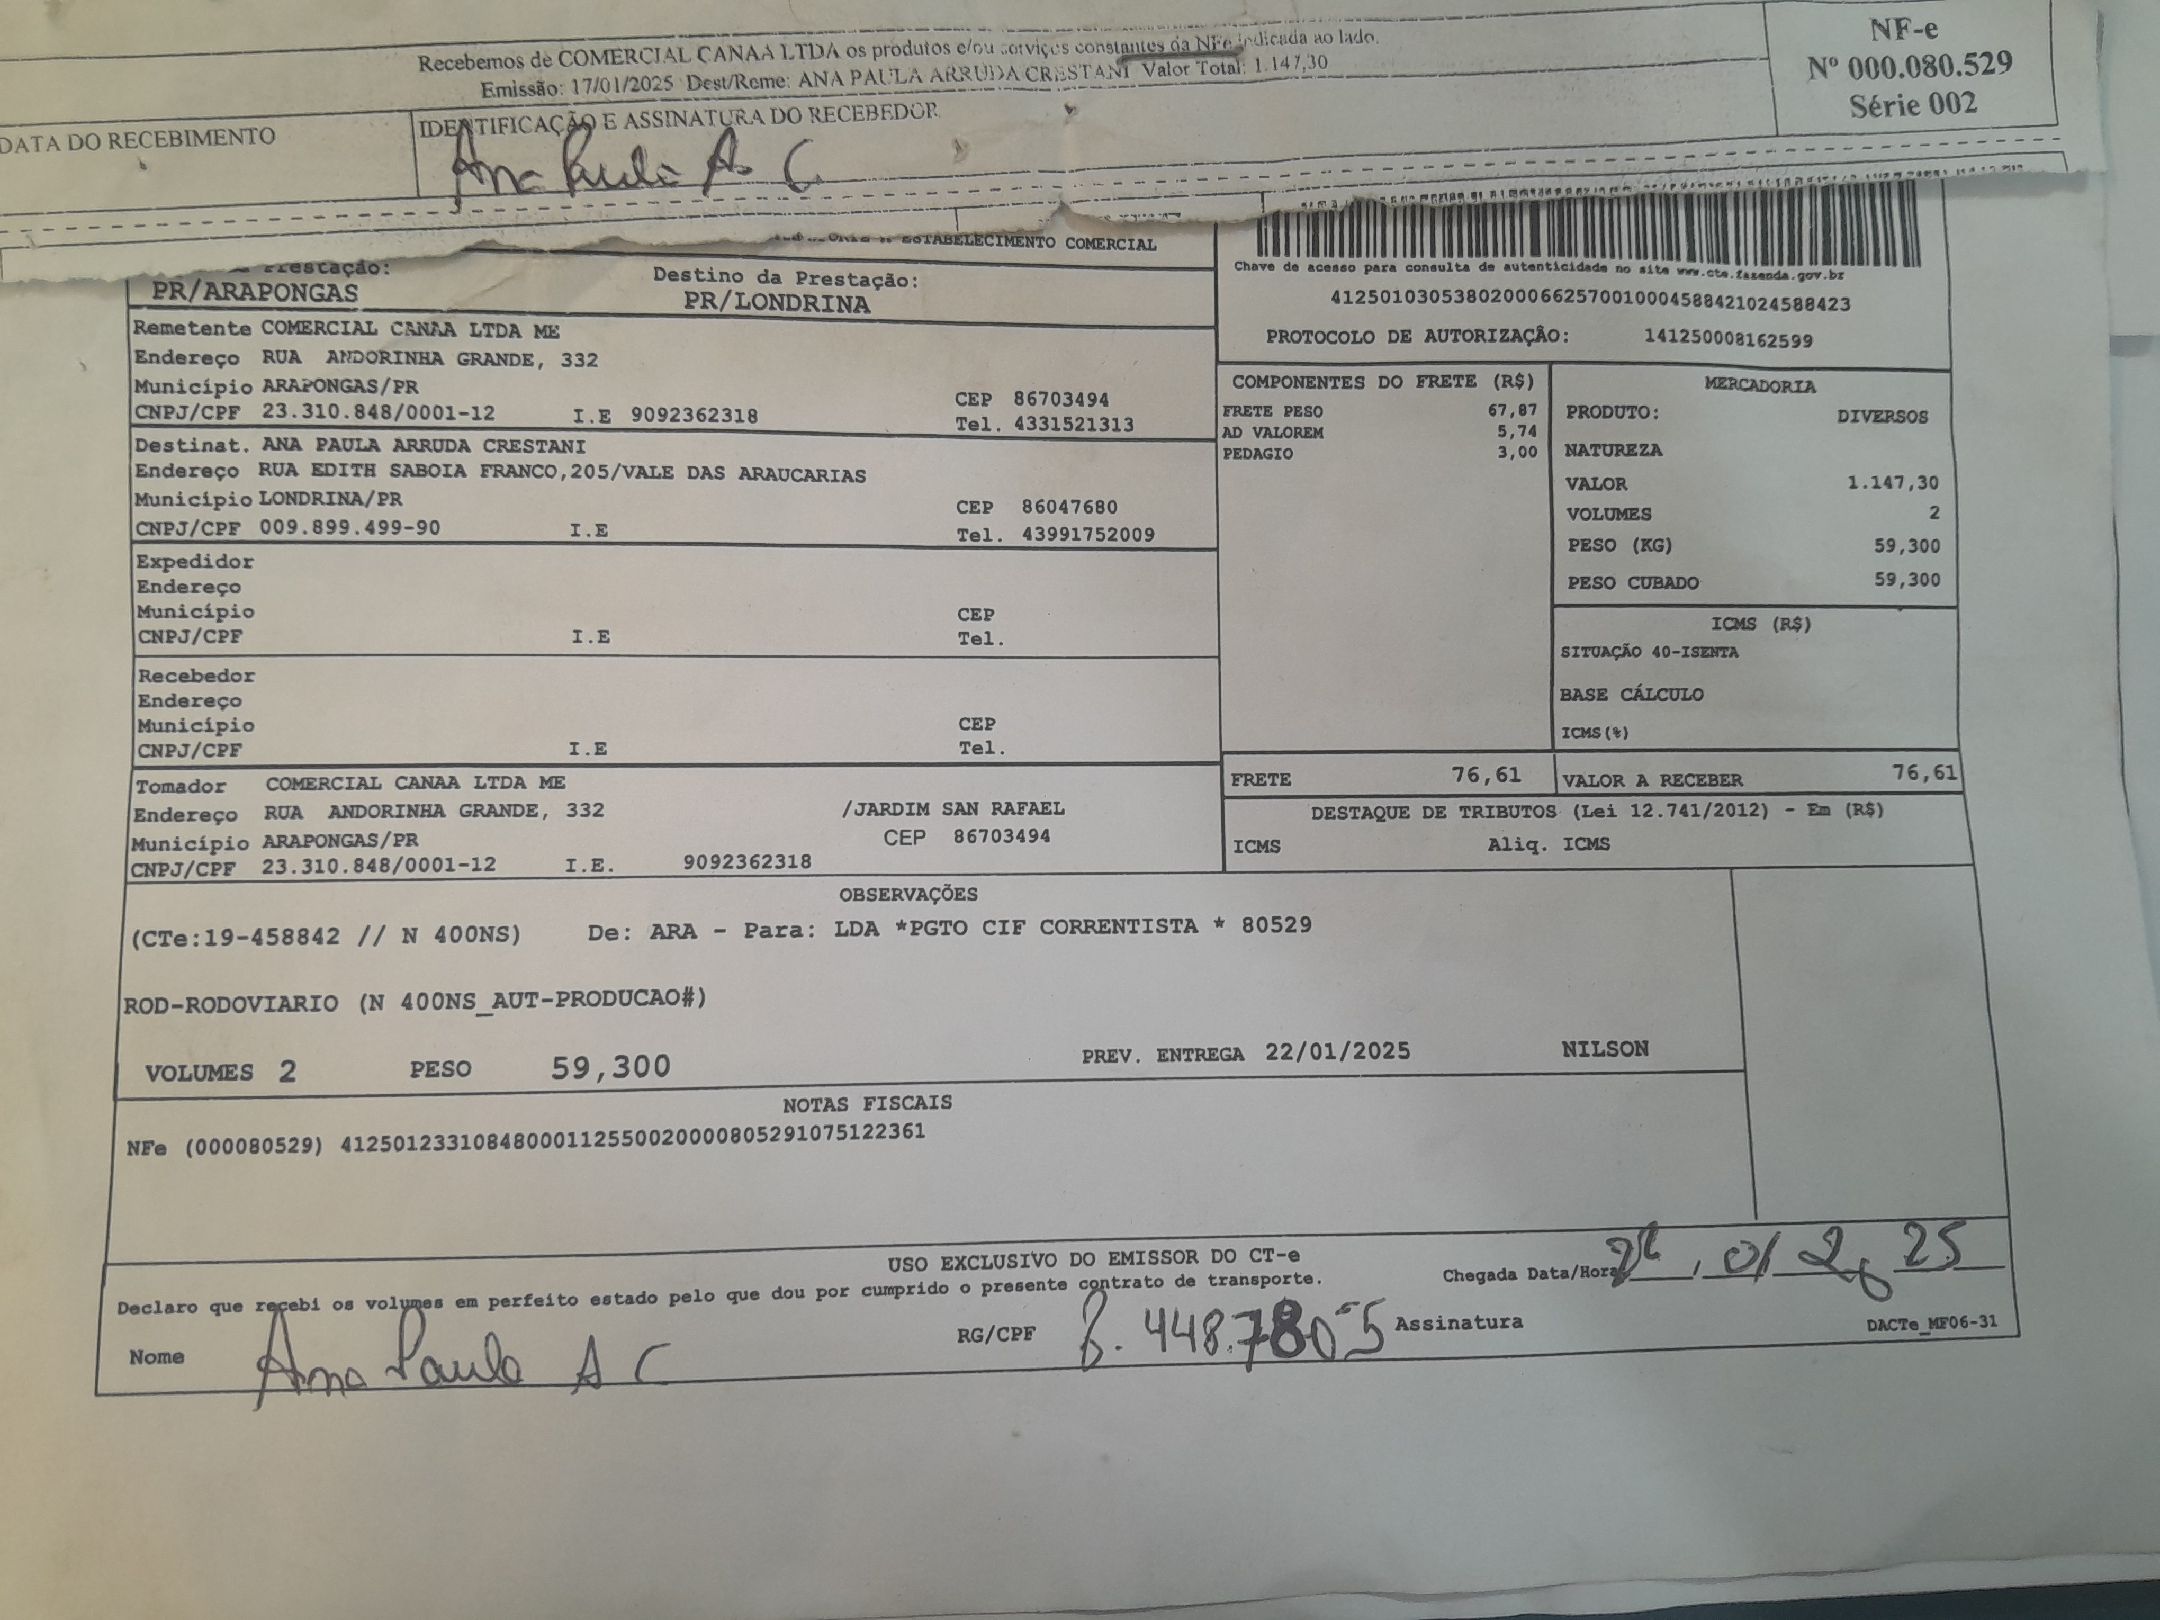 Recebemos de COMERCIAL CANAA LTDA os produtos e/ou serviços constantes da NFe indicada ao lado.
Emissão: 17/01/2025 Dest/Reme: ANA PAULA ARRUDA CRESTANI Valor Total: 1.147,30
NF-e
Nº 000.080.529
Série 002
DATA DO RECEBIMENTO
IDENTIFICAÇÃO E ASSINATURA DO RECEBEDOR
Ana Paula A C
ESTABELECIMENTO COMERCIAL
Prestação:
PR/ARAPONGAS
Destino da Prestação:
PR/LONDRINA
Chave de acesso para consulta de autenticidade no site www.cte.fazenda.gov.br
41250103053802000662570010004588421024588423
PROTOCOLO DE AUTORIZAÇÂO: 141250008162599
Remetente COMERCIAL CANAA LTDA ME
Endereço RUA ANDORINHA GRANDE, 332
Município ARAPONGAS/PR CEP 86703494
CNPJ/CPF 23.310.848/0001-12 I.E 9092362318 Tel. 4331521313
Destinat. ANA PAULA ARRUDA CRESTANI
Endereço RUA EDITH SABOIA FRANCO,205/VALE DAS ARAUCARIAS
Município LONDRINA/PR CEP 86047680
CNPJ/CPF 009.899.499-90 I.E Tel. 43991752009
Expedidor
Endereço
Município CEP
CNPJ/CPF I.E Tel.
Recebedor
Endereço
Município CEP
CNPJ/CPF I.E Tel.
Tomador COMERCIAL CANAA LTDA ME
Endereço RUA ANDORINHA GRANDE, 332 /JARDIM SAN RAFAEL
Município ARAPONGAS/PR CEP 86703494
CNPJ/CPF 23.310.848/0001-12 I.E. 9092362318
COMPONENTES DO FRETE (R$)
FRETE PESO 67,87
AD VALOREM 5,74
PEDAGIO 3,00
MERCADORIA
PRODUTO: DIVERSOS
NATUREZA
VALOR 1.147,30
VOLUMES 2
PESO (KG) 59,300
PESO CUBADO 59,300
ICMS (R$)
SITUAÇÃO 40-ISENTA
BASE CÁLCULO
ICMS(%)
FRETE 76,61
VALOR A RECEBER 76,61
DESTAQUE DE TRIBUTOS (Lei 12.741/2012) - Em (R$)
ICMS Aliq. ICMS
OBSERVAÇÕES
(CTe:19-458842 // N 400NS) De: ARA - Para: LDA *PGTO CIF CORRENTISTA * 80529
ROD-RODOVIARIO (N 400NS_AUT-PRODUCAO#)
VOLUMES 2 PESO 59,300 PREV. ENTREGA 22/01/2025 NILSON
NOTAS FISCAIS
NFe (000080529) 41250123310848000112550020000805291075122361
USO EXCLUSIVO DO EMISSOR DO CT-e
Declaro que recebi os volumes em perfeito estado pelo que dou por cumprido o presente contrato de transporte.
Chegada Data/Hora
Nome Ana Paula A C RG/CPF 8.448.780-5 Assinatura
DACTe_MF06-31